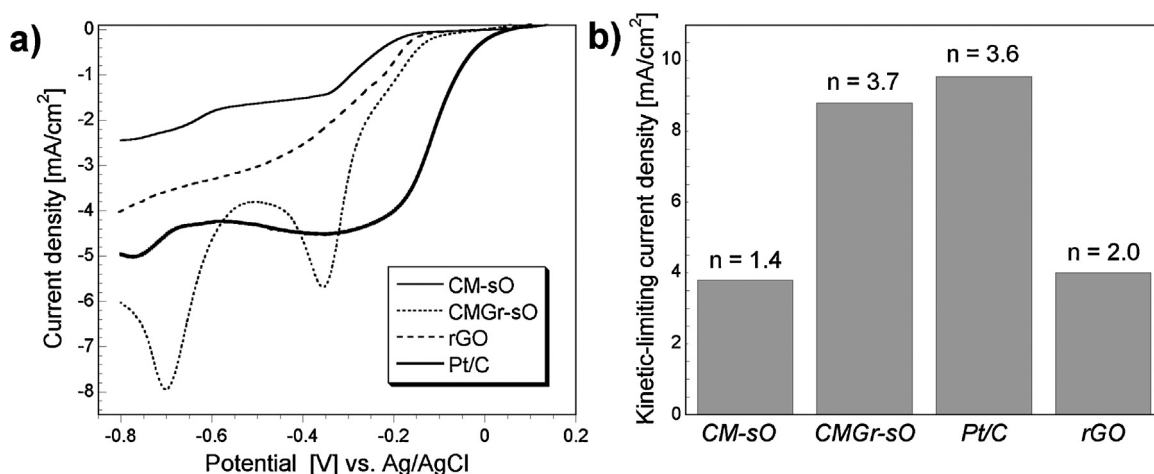 a)
Current density [mA/cm²]
0
-1
-2
-3
-4
-5
-6
-7
-8
-0.8
-0.6
-0.4
-0.2
0
0.2
Potential [V] vs. Ag/AgCl
CM-sO
CMGr-sO
rGO
Pt/C
b)
Kinetic-limiting current density [mA/cm²]
10
8
6
4
2
0
n = 1.4
n = 3.7
n = 3.6
n = 2.0
CM-sO
CMGr-sO
Pt/C
rGO